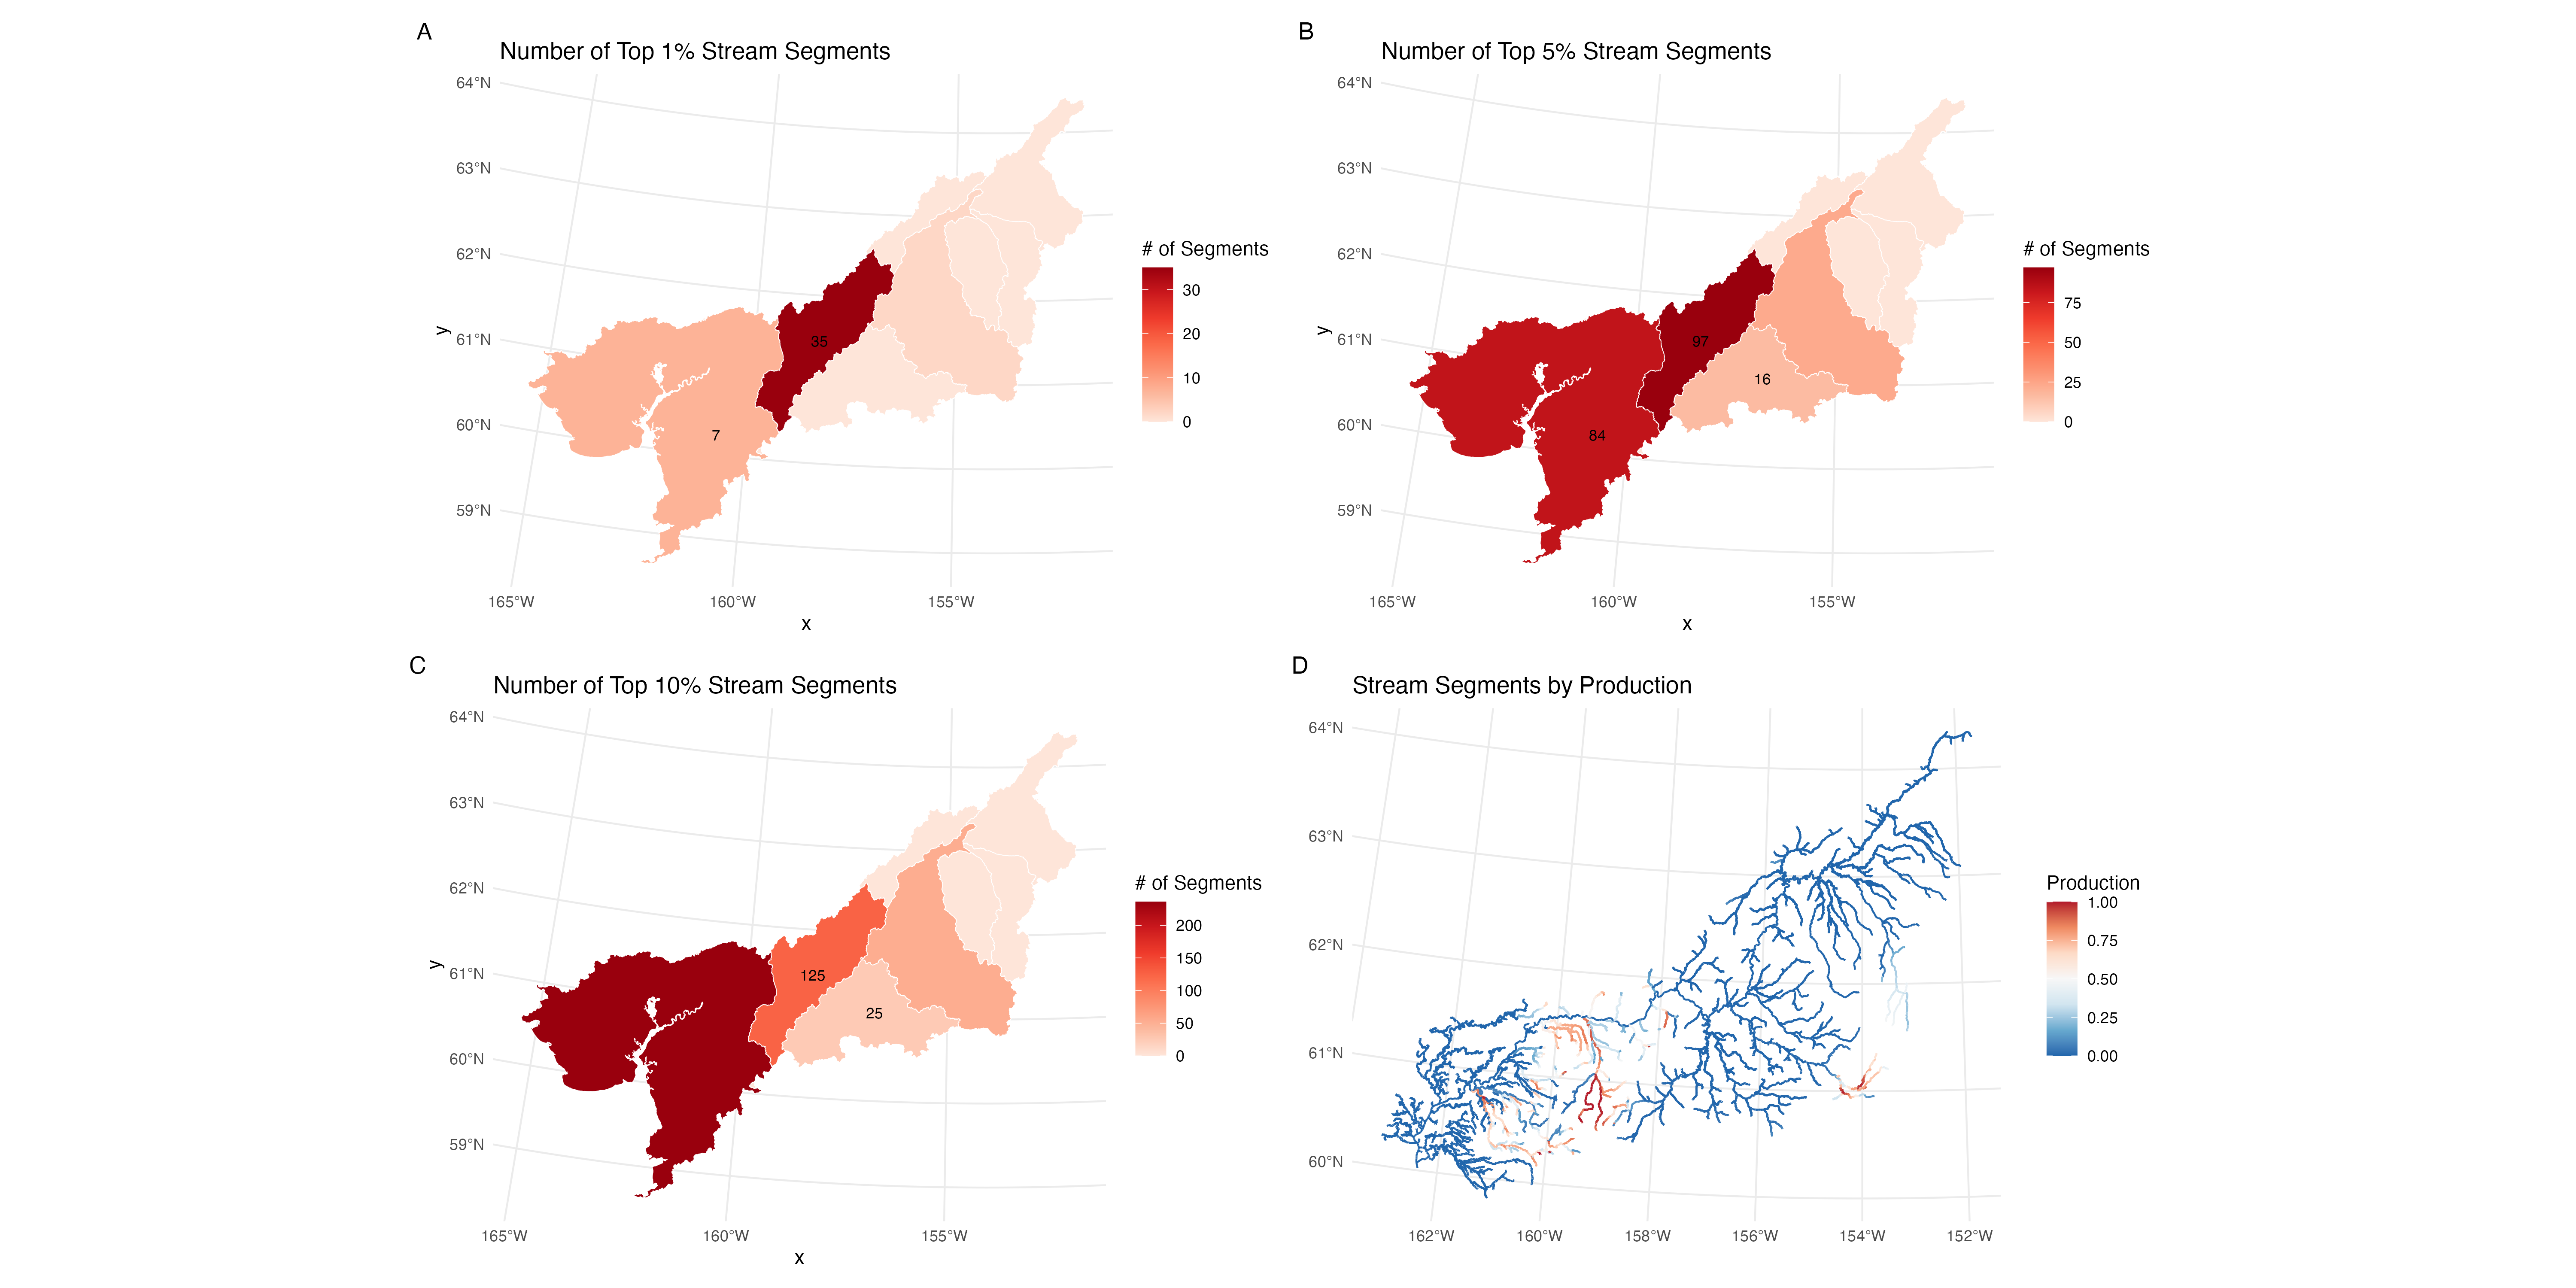 A
Number of Top 1% Stream Segments
64°N
63°N
62°N
61°N
60°N
59°N
y
35
7
165°W
160°W
155°W
x
# of Segments
30
20
10
0
B
Number of Top 5% Stream Segments
64°N
63°N
62°N
61°N
60°N
59°N
y
97
16
84
165°W
160°W
155°W
x
# of Segments
75
50
25
0
C
Number of Top 10% Stream Segments
64°N
63°N
62°N
61°N
60°N
59°N
y
125
25
165°W
160°W
155°W
x
# of Segments
200
150
100
50
0
D
Stream Segments by Production
64°N
63°N
62°N
61°N
60°N
162°W
160°W
158°W
156°W
154°W
152°W
Production
1.00
0.75
0.50
0.25
0.00